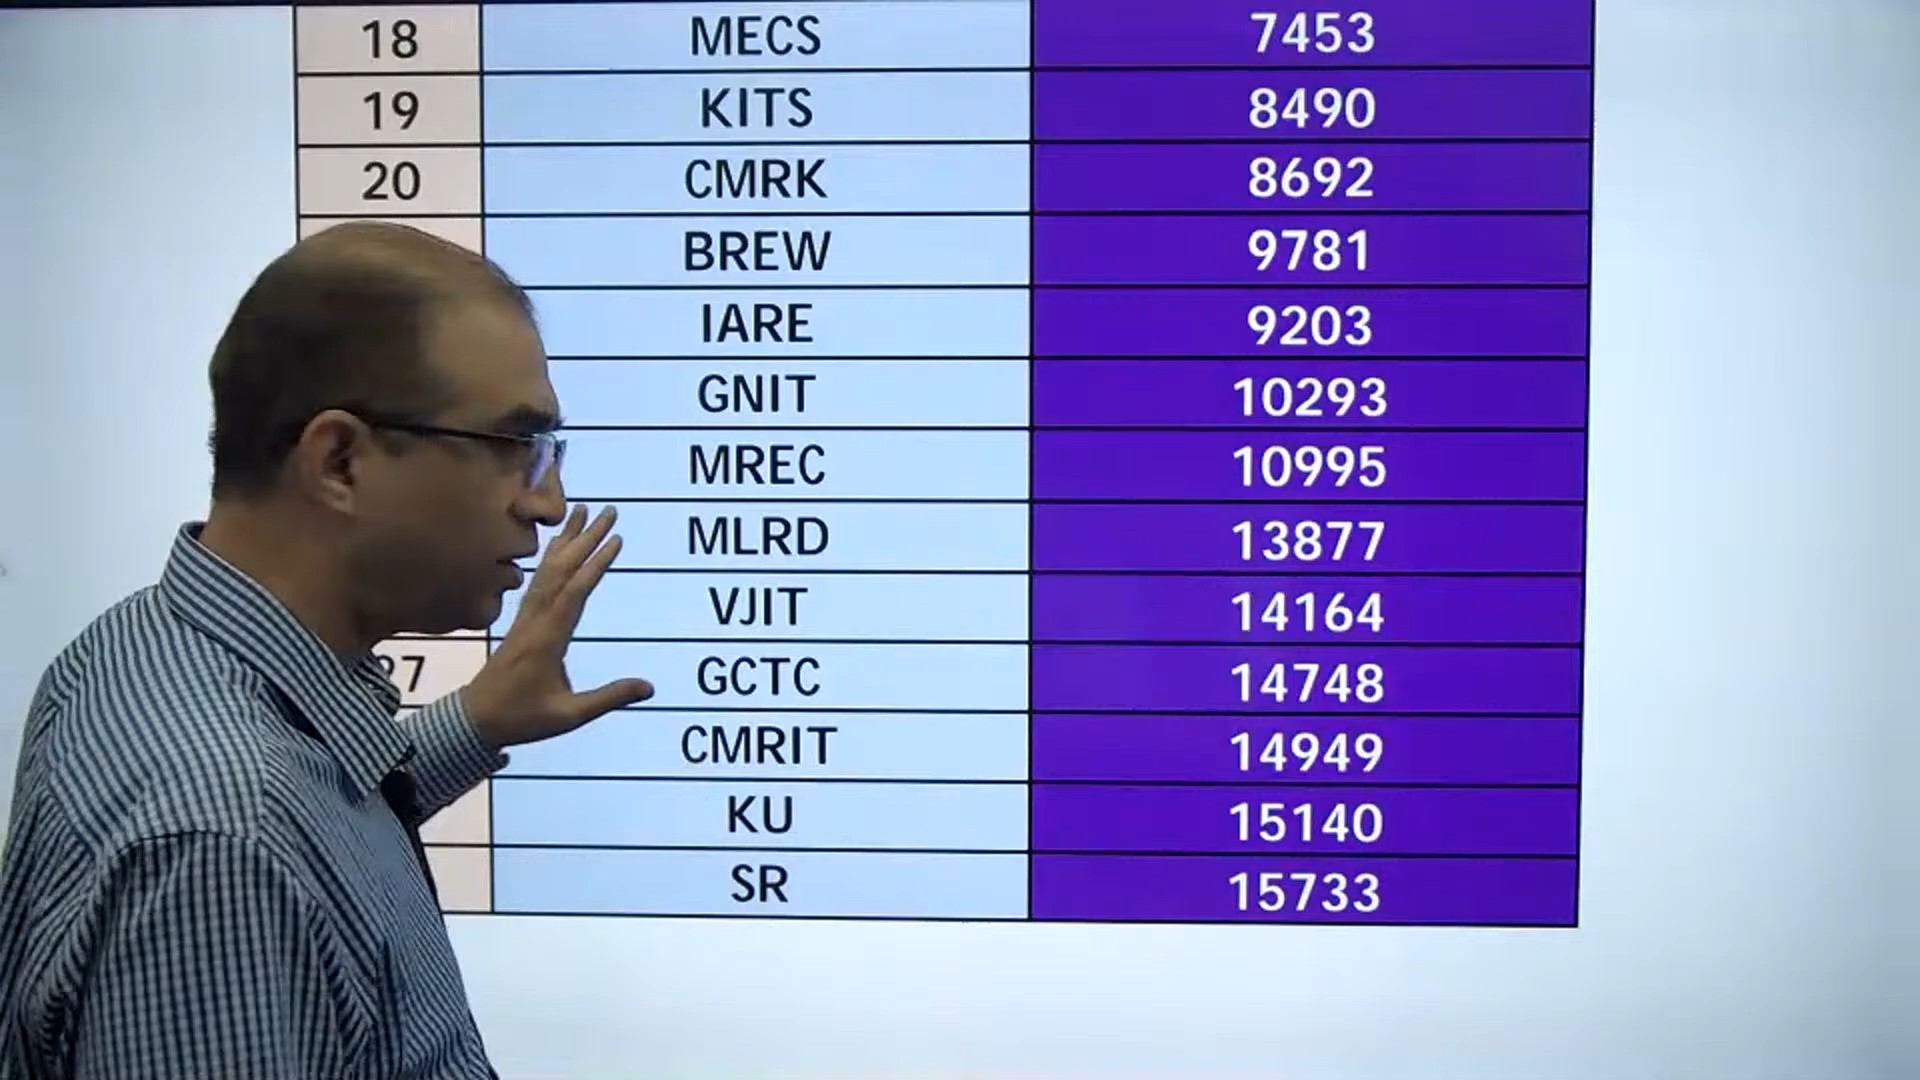 18 MECS 7453
19 KITS 8490
20 CMRK 8692
BREW 9781
IARE 9203
GNIT 10293
MREC 10995
MLRD 13877
VJIT 14164
GCTC 14748
CMRIT 14949
KU 15140
SR 15733